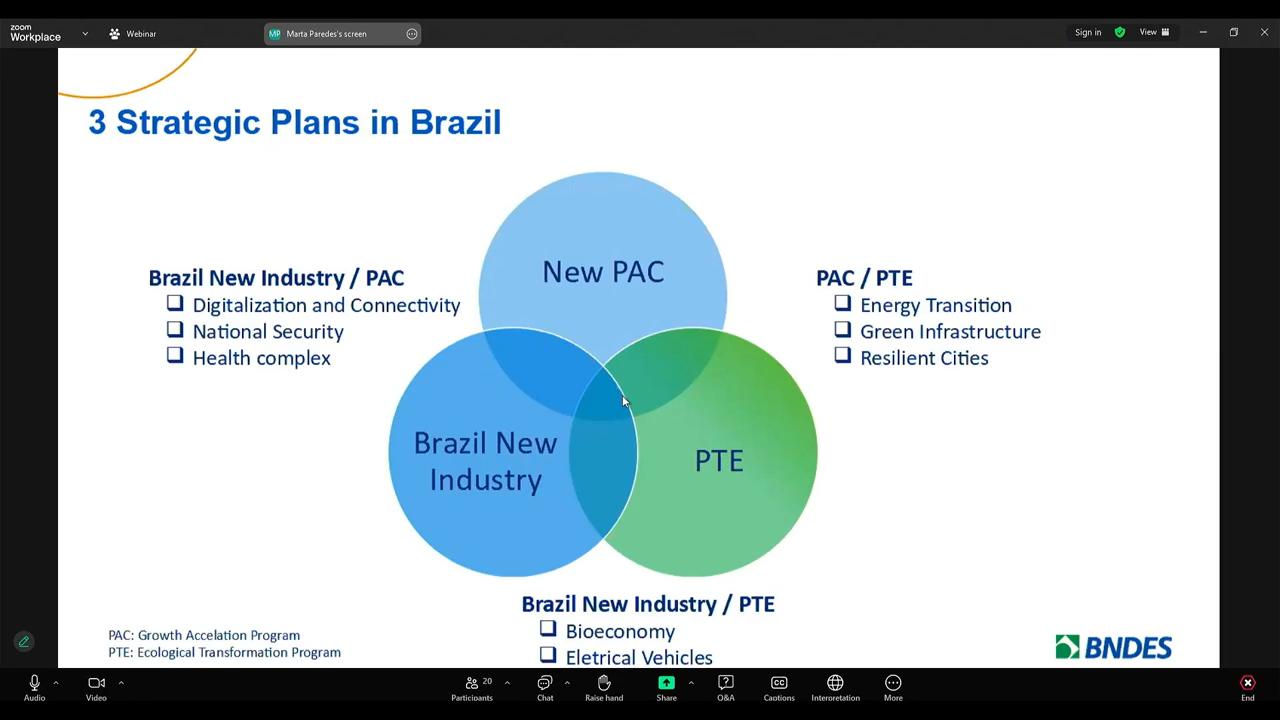 zoom
Workplace
Webinar
MP Marta Paredes's screen
Sign in
View
3 Strategic Plans in Brazil
New PAC
Brazil New Industry / PAC
Digitalization and Connectivity
National Security
Health complex
PAC / PTE
Energy Transition
Green Infrastructure
Resilient Cities
Brazil New
Industry
PTE
Brazil New Industry / PTE
Bioeconomy
Eletrical Vehicles
PAC: Growth Accelation Program
PTE: Ecological Transformation Program
BNDES
Audio
Video
Participants
20
Chat
Raise hand
Share
Q&A
CC
Captions
Interpretation
More
End